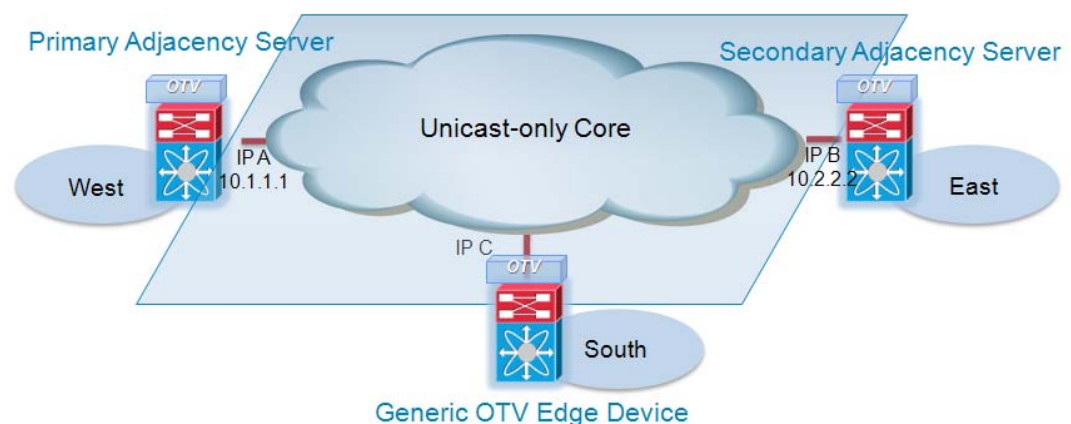 Primary Adjacency Server
Secondary Adjacency Server
OTV
OTV
Unicast-only Core
IP A
10.1.1.1
IP B
10.2.2.2
West
East
IP C
OTV
South
Generic OTV Edge Device